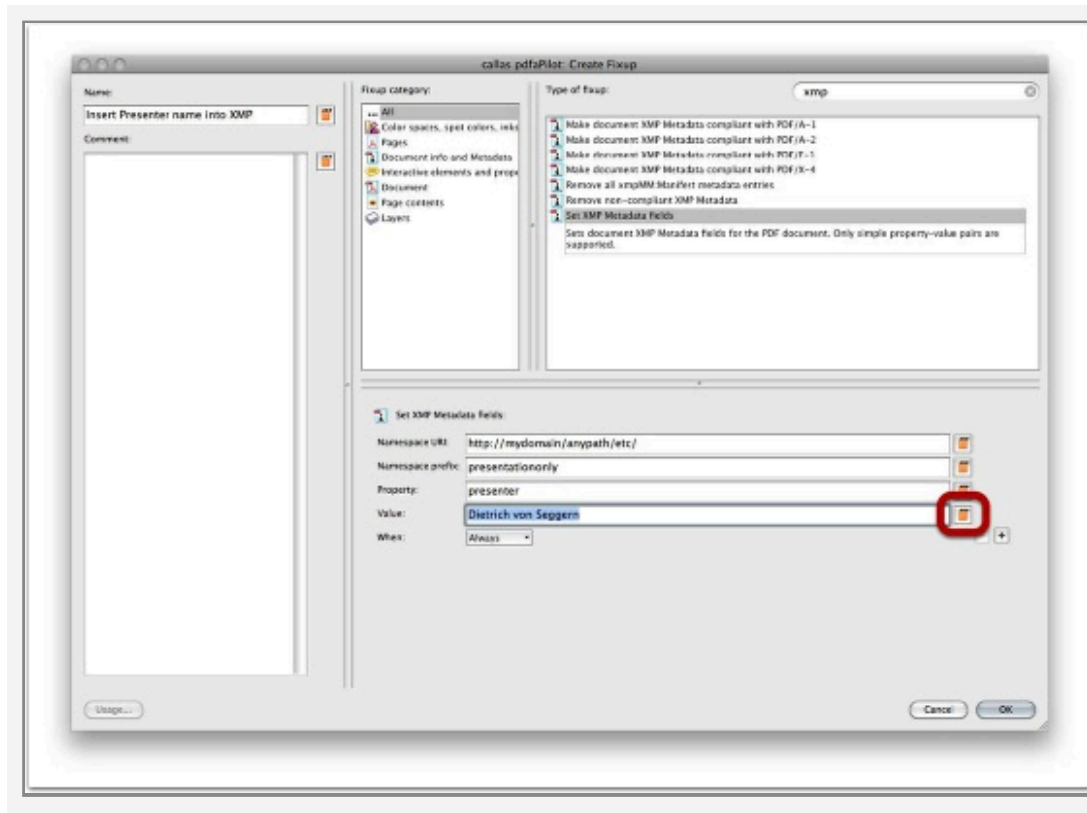 callas pdfaPilot: Create Fixup
Name:
Insert Presenter name into XMP
Comment:
Fixup category:
... All
Color spaces, spot colors, inks
Pages
Document info and Metadata
Interactive elements and prope
Document
Page contents
Layers
Type of fixup:
xmp
Make document XMP Metadata compliant with PDF/A-1
Make document XMP Metadata compliant with PDF/A-2
Make document XMP Metadata compliant with PDF/E-1
Make document XMP Metadata compliant with PDF/X-4
Remove all xmpMM:Manifert metadata entries
Remove non-compliant XMP Metadata
Set XMP Metadata fields
Sets document XMP Metadata fields for the PDF document. Only simple property-value pairs are
supported.
Set XMP Metadata fields
Namespace URI:
http://mydomain/anypath/etc/
Namespace prefix:
presentationonly
Property:
presenter
Value:
Dietrich von Seggern
When:
Always
+
Usage...
Cancel
OK